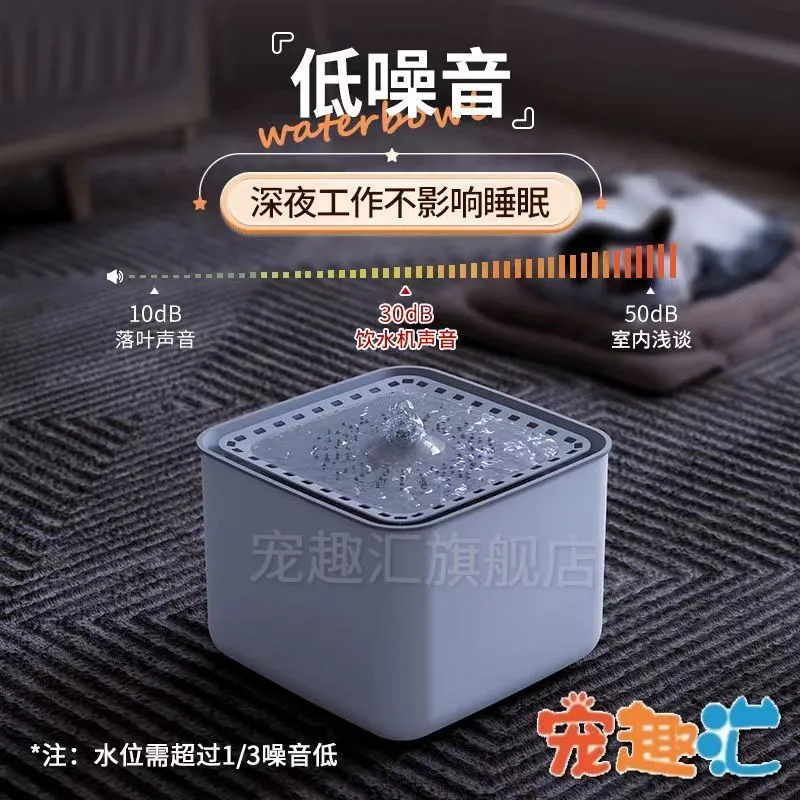 『低噪音』
waterbowl
深夜工作不影响睡眠
10dB 30dB 50dB
落叶声音 饮水机声音 室内浅谈
宠趣汇旗舰店
*注：水位需超过1/3噪音低
宠趣汇